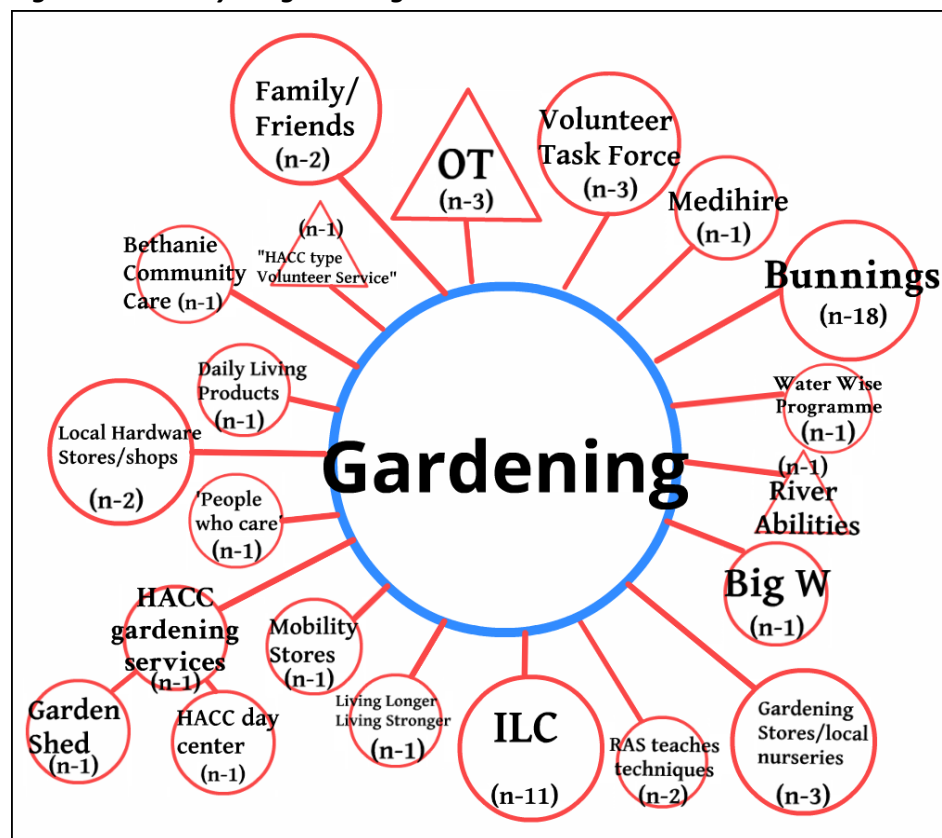 Family/
Friends
(n-2)
OT
(n-3)
Volunteer
Task Force
(n-3)
Medihire
(n-1)
Bunnings
(n-18)
(n-1)
"HACC type
Volunteer Service"
Bethanie
Community
Care (n-1)
Daily Living
Products
(n-1)
Water Wise
Programme
(n-1)
Local Hardware
Stores/shops
(n-2)
Gardening
(n-1)
River
Abilities
'People
who care'
(n-1)
Big W
(n-1)
HACC
gardening
services
(n-1)
Mobility
Stores
(n-1)
Garden
Shed
(n-1)
HACC day
center
(n-1)
Living Longer
Living Stronger
(n-1)
ILC
(n-11)
RAS teaches
techniques
(n-2)
Gardening
Stores/local
nurseries
(n-3)